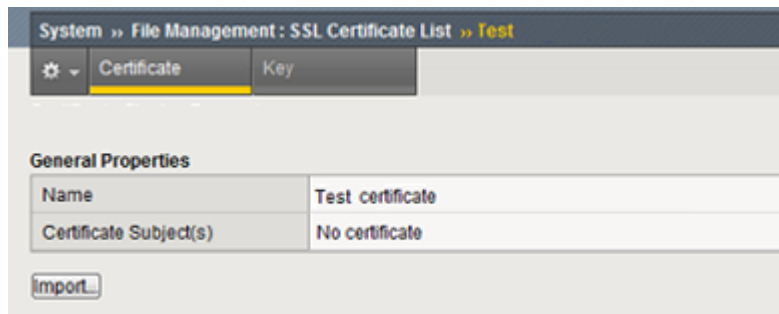 System » File Management : SSL Certificate List » Test
Certificate
Key
General Properties
Name
Test certificate
Certificate Subject(s)
No certificate
Import...